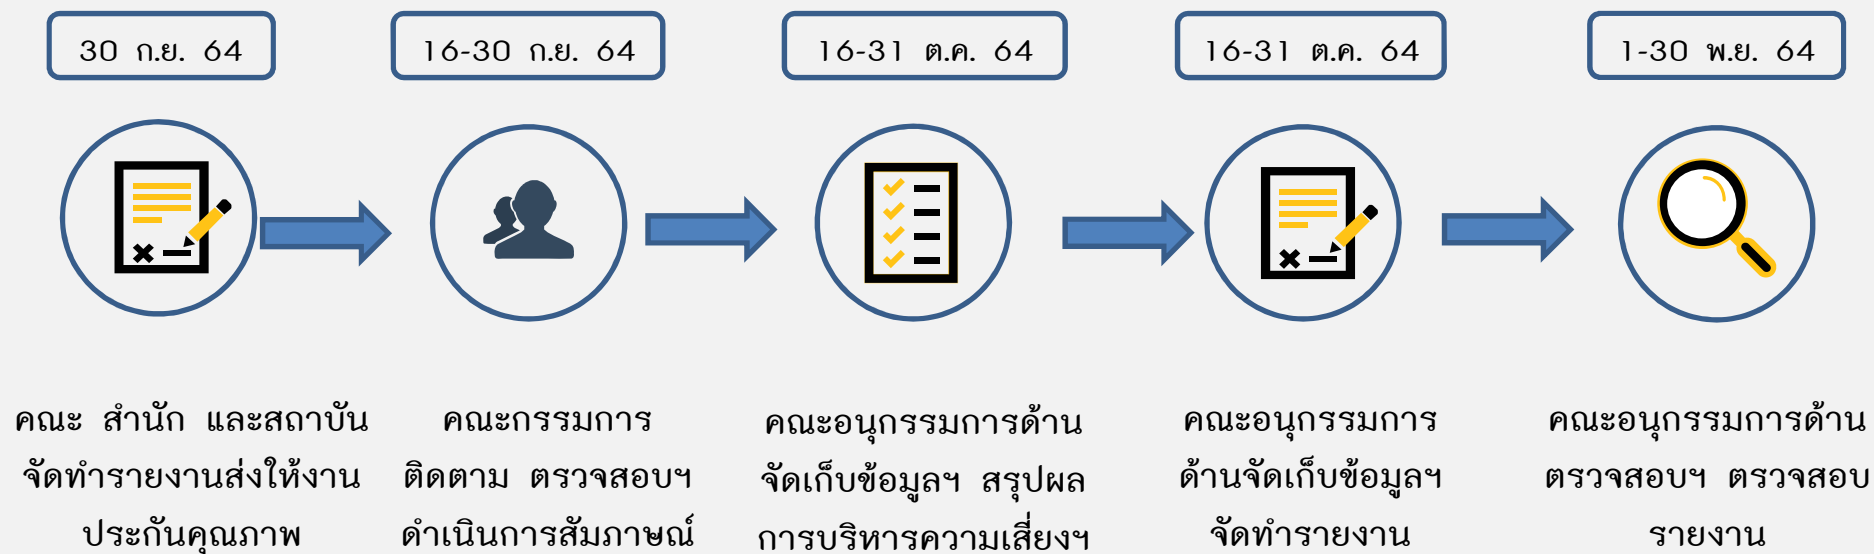 30 ก.ย. 64
16-30 ก.ย. 64
16-31 ต.ค. 64
16-31 ต.ค. 64
1-30 พ.ย. 64
คณะ สำนัก และสถาบัน
จัดทำรายงานส่งให้งาน
ประกันคุณภาพ
คณะกรรมการ
ติดตาม ตรวจสอบฯ
ดำเนินการสัมภาษณ์
คณะอนุกรรมการด้าน
จัดเก็บข้อมูลฯ สรุปผล
การบริหารความเสี่ยงฯ
คณะอนุกรรมการ
ด้านจัดเก็บข้อมูลฯ
จัดทำรายงาน
คณะอนุกรรมการด้าน
ตรวจสอบฯ ตรวจสอบ
รายงาน